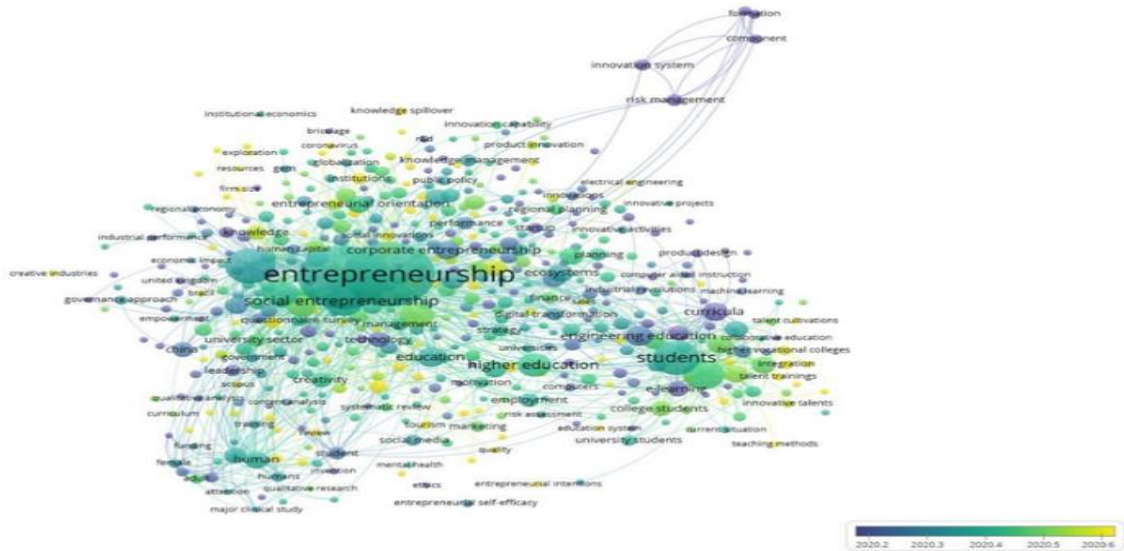 formation
component
innovation system
risk management
knowledge spillover
institutional economics
innovation capability
bricolage
r&d
coronavirus
product innovation
exploration
globalization
knowledge management
resources
gem
institutions
public policy
electrical engineering
firm size
innovations
entrepreneurial orientation
innovative projects
regional economy
regional planning
performance
startup
innovative activities
knowledge
industrial performance
social innovations
human capital
corporate entrepreneurship
product design
economic impact
planning
creative industries
entrepreneurship
ecosystems
computer aided instruction
united kingdom
industrial revolutions
machine learning
brazil
governance approach
social entrepreneurship
finance
sales
curricula
empowerment
questionnaire survey
management
digital transformation
talent cultivations
strategy
university sector
technology
engineering education
collaborative education
china
universities
higher vocational colleges
government
education
students
leadership
higher education
integration
scopus
creativity
motivation
computers
e-learning
talent trainings
qualitative analysis
content analysis
employment
innovative talents
curriculum
systematic review
college students
risk assessment
training
tourism
marketing
education system
current situation
review
funding
social media
university students
teaching methods
student
quality
female
human
mental health
adult
humans
invention
attention
qualitative research
ethics
entrepreneurial intentions
major clinical study
entrepreneurial self-efficacy
2020.2 2020.3 2020.4 2020.5 2020.6